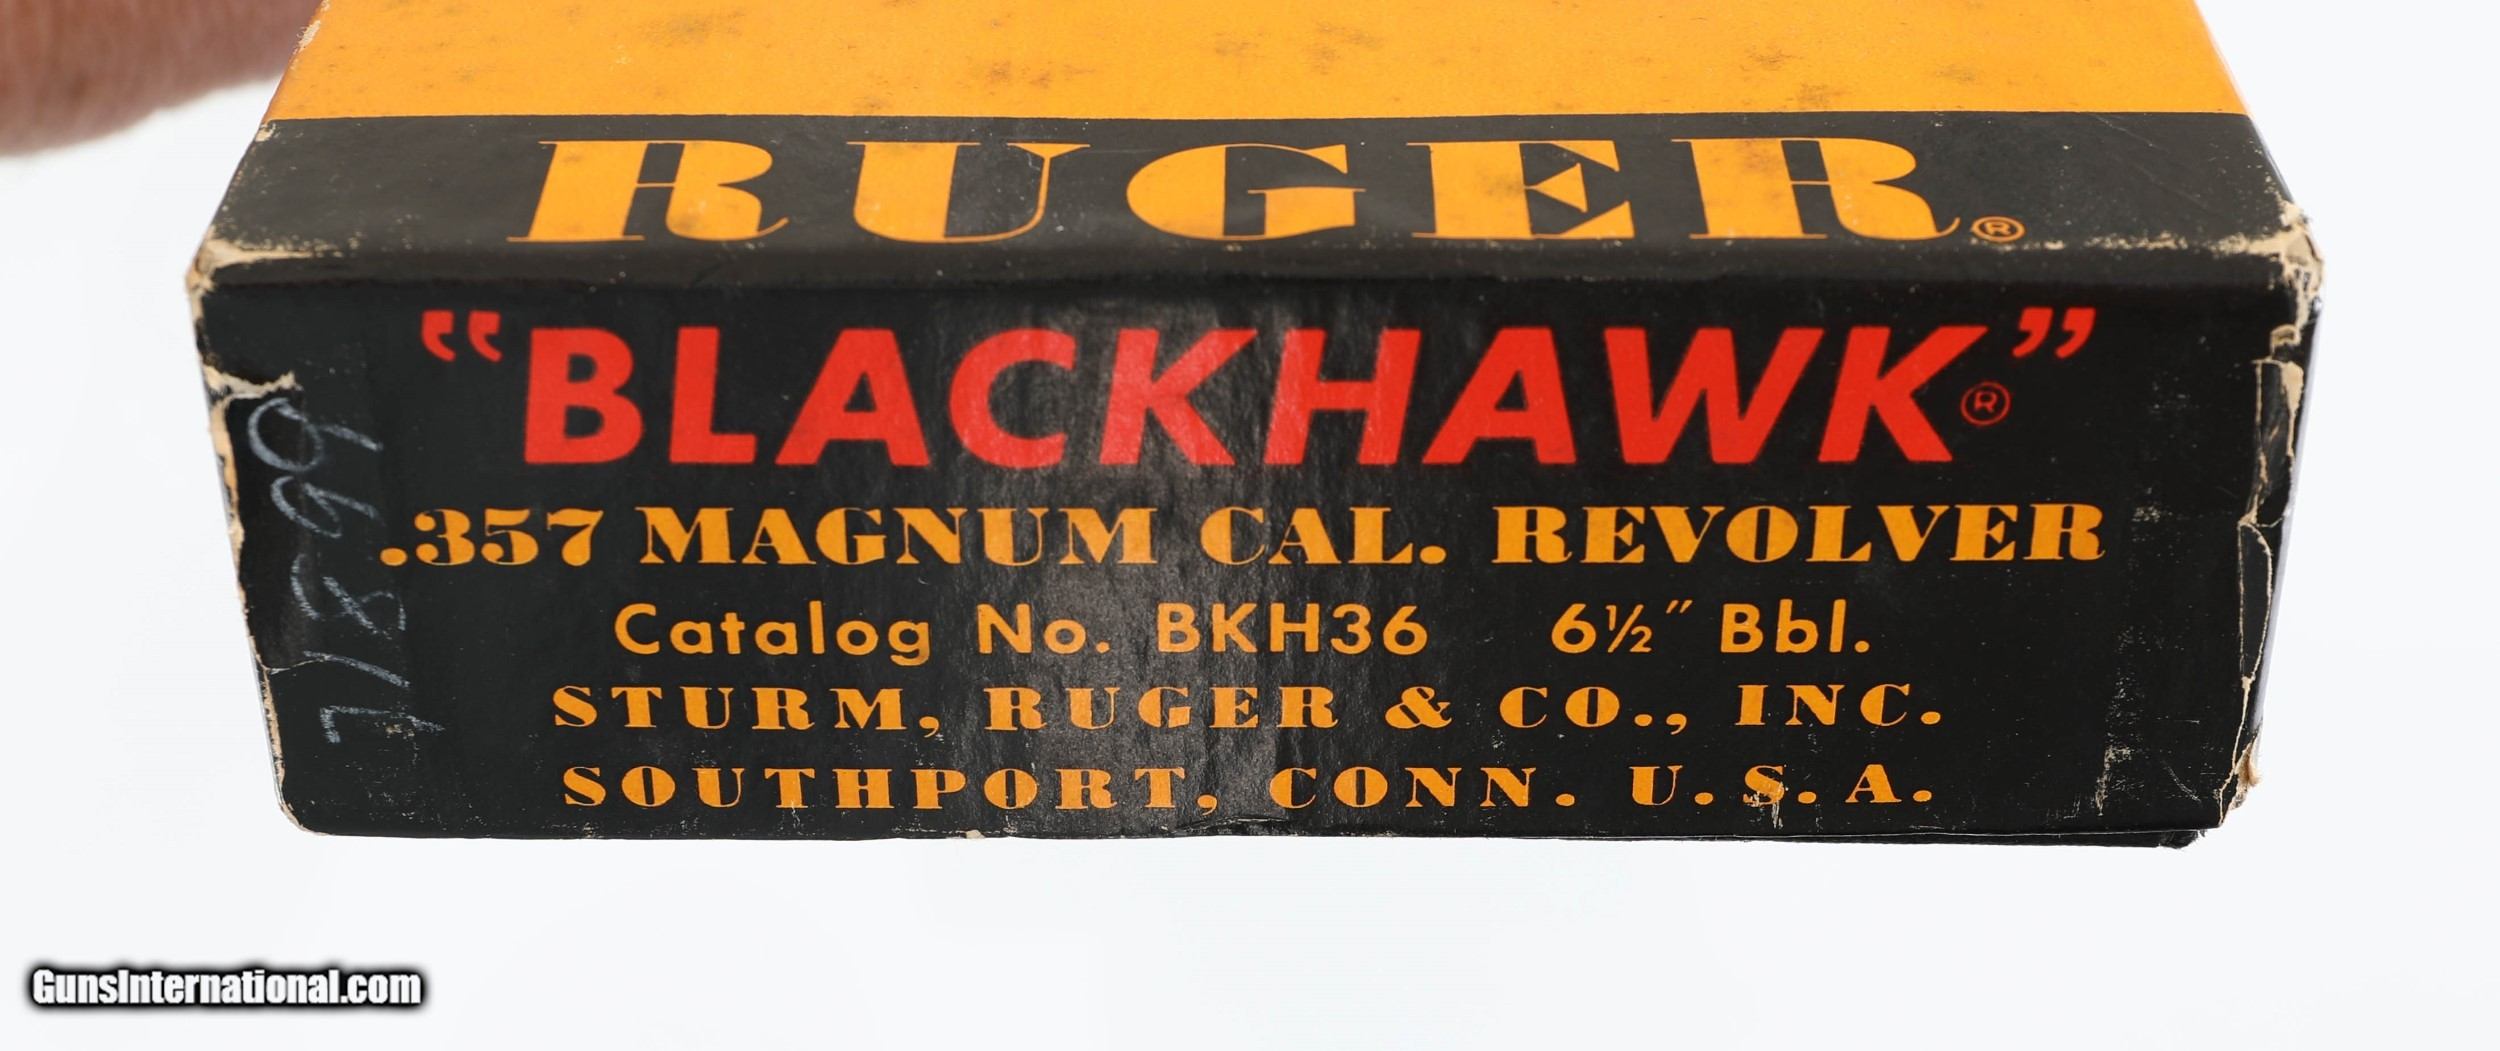 RUGER®
“BLACKHAWK®”
.357 MAGNUM CAL. REVOLVER
Catalog No. BKH36 6½″ Bbl.
STURM, RUGER & CO., INC.
SOUTHPORT, CONN. U.S.A.
GunsInternational.com